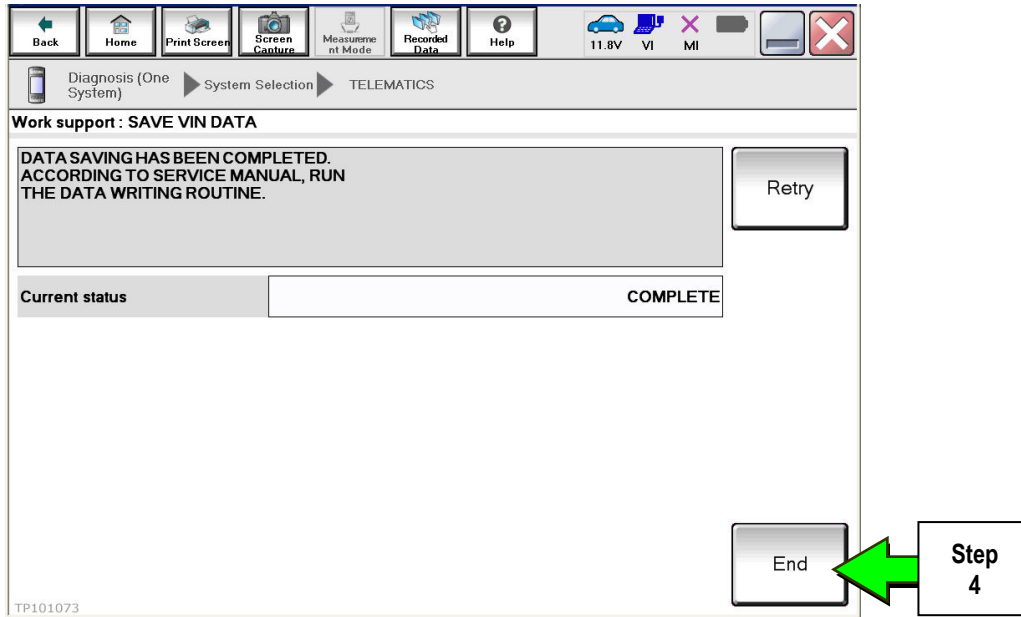 Back
Home
Print Screen
Screen
Capture
Measureme
nt Mode
Recorded
Data
Help
11.8V
VI
MI
Diagnosis (One
System)
System Selection
TELEMATICS
Work support : SAVE VIN DATA
DATA SAVING HAS BEEN COMPLETED.
ACCORDING TO SERVICE MANUAL, RUN
THE DATA WRITING ROUTINE.
Retry
Current status
COMPLETE
End
Step
4
TP101073